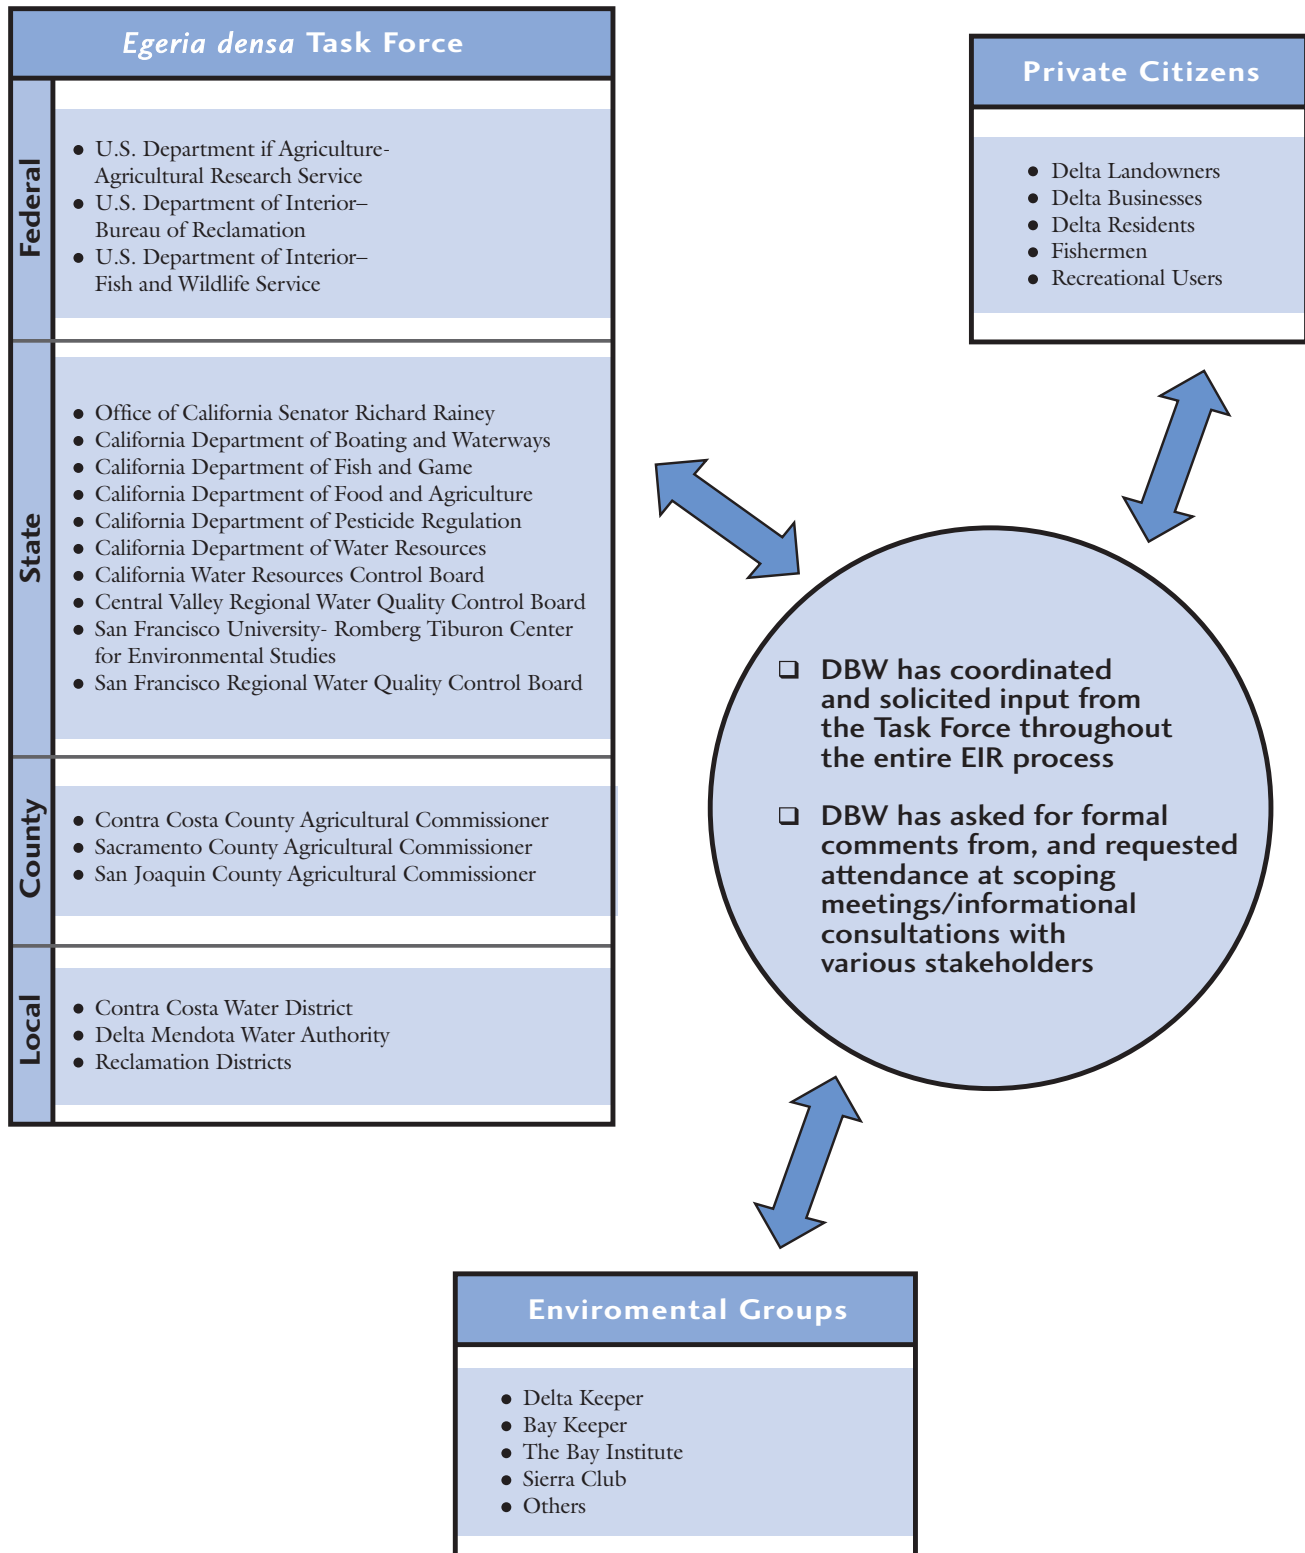 Egeria densa Task Force
Federal
● U.S. Department if Agriculture-
Agricultural Research Service
● U.S. Department of Interior–
Bureau of Reclamation
● U.S. Department of Interior–
Fish and Wildlife Service
State
● Office of California Senator Richard Rainey
● California Department of Boating and Waterways
● California Department of Fish and Game
● California Department of Food and Agriculture
● California Department of Pesticide Regulation
● California Department of Water Resources
● California Water Resources Control Board
● Central Valley Regional Water Quality Control Board
● San Francisco University- Romberg Tiburon Center
for Environmental Studies
● San Francisco Regional Water Quality Control Board
County
● Contra Costa County Agricultural Commissioner
● Sacramento County Agricultural Commissioner
● San Joaquin County Agricultural Commissioner
Local
● Contra Costa Water District
● Delta Mendota Water Authority
● Reclamation Districts
Private Citizens
● Delta Landowners
● Delta Businesses
● Delta Residents
● Fishermen
● Recreational Users
❑ DBW has coordinated
and solicited input from
the Task Force throughout
the entire EIR process
❑ DBW has asked for formal
comments from, and requested
attendance at scoping
meetings/informational
consultations with
various stakeholders
Enviromental Groups
● Delta Keeper
● Bay Keeper
● The Bay Institute
● Sierra Club
● Others